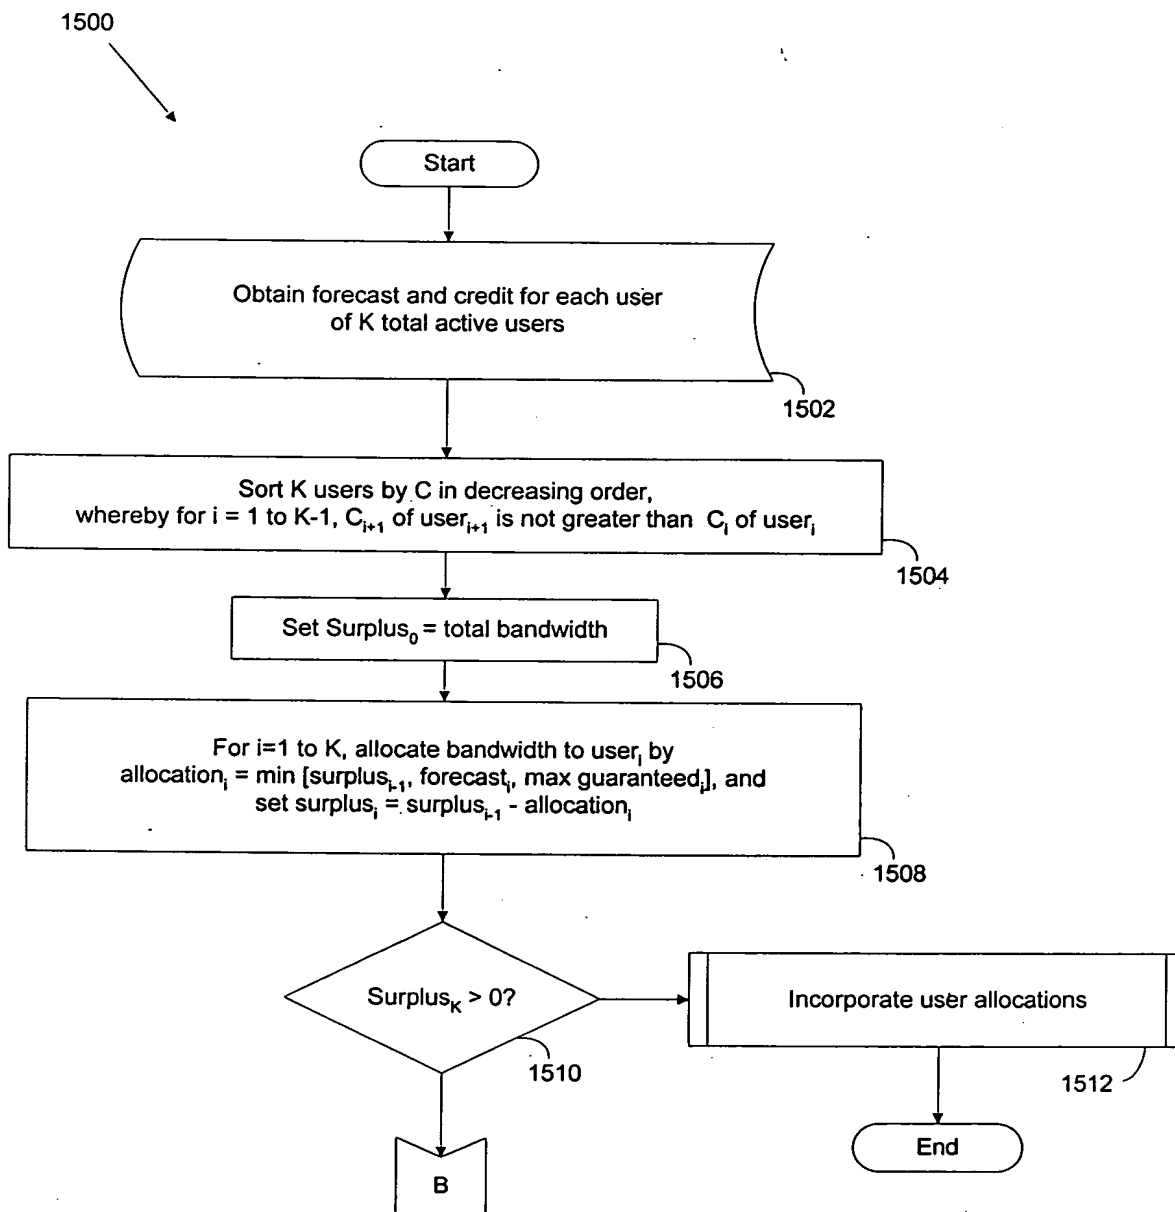 1500
Start
Obtain forecast and credit for each user
of K total active users
1502
Sort K users by C in decreasing order,
whereby for i = 1 to K-1, Cᵢ₊₁ of userᵢ₊₁ is not greater than Cᵢ of userᵢ
1504
Set Surplus₀ = total bandwidth
1506
For i=1 to K, allocate bandwidth to userᵢ by
allocationᵢ = min [surplusᵢ₋₁, forecastᵢ, max guaranteedᵢ], and
set surplusᵢ = surplusᵢ₋₁ - allocationᵢ
1508
Surplus_K > 0?
1510
Incorporate user allocations
1512
End
B